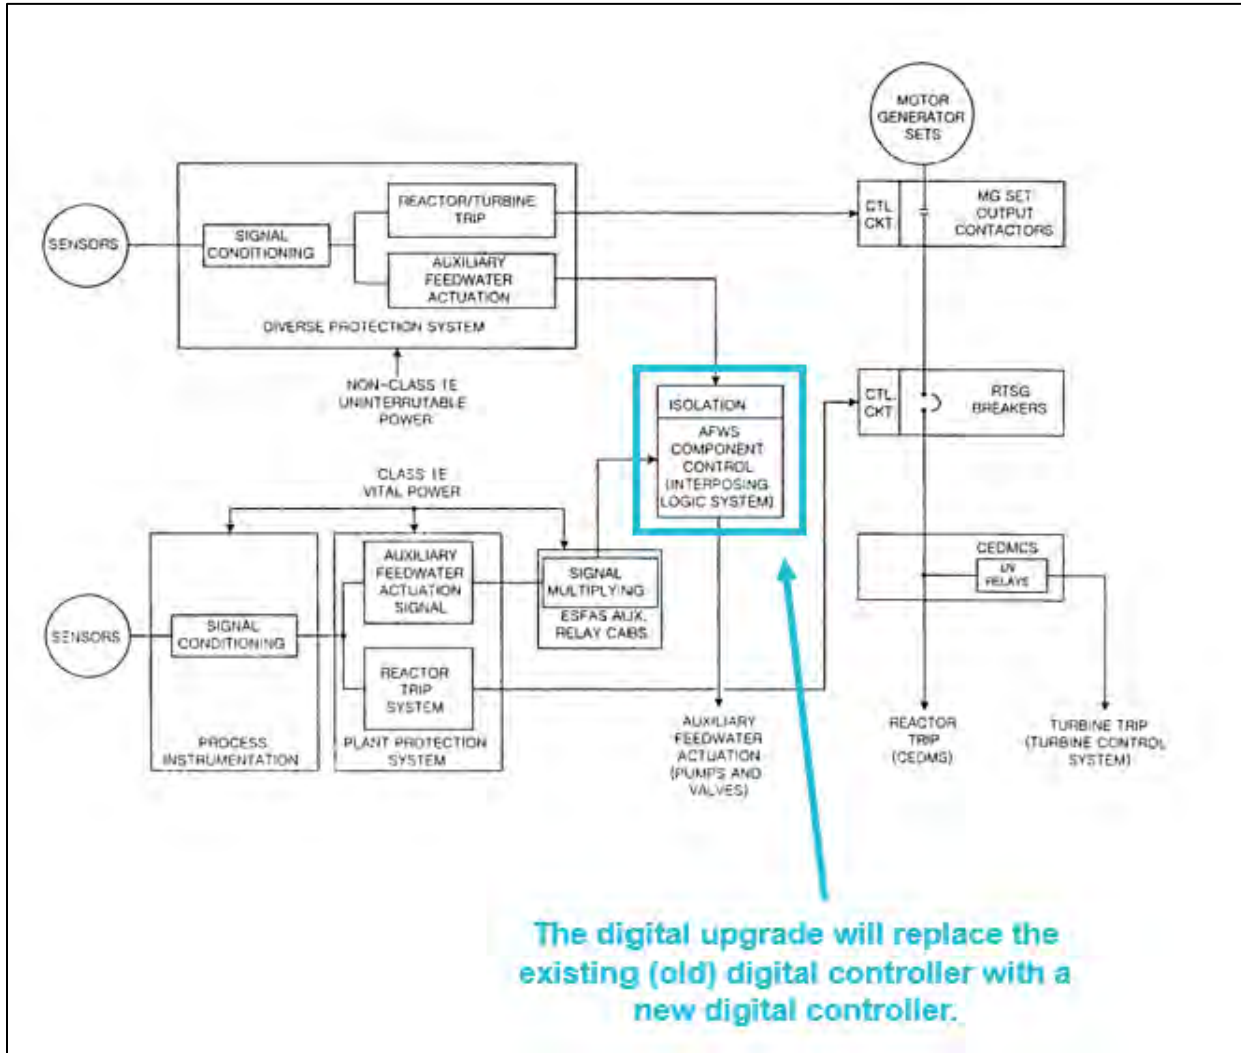 MOTOR
GENERATOR
SETS
CTL
CKT.
MG SET
OUTPUT
CONTACTORS
REACTOR/TURBINE
TRIP
SENSORS
SIGNAL
CONDITIONING
AUXILIARY
FEEDWATER
ACTUATION
DIVERSE PROTECTION SYSTEM
NON-CLASS 1E
UNINTERRUTABLE
POWER
ISOLATION
AFWS
COMPONENT
CONTROL
(INTERPOSING
LOGIC SYSTEM)
CTL.
CKT
RTSG
BREAKERS
CLASS 1E
VITAL POWER
AUXILIARY
FEEDWATER
ACTUATION
SIGNAL
SIGNAL
MULTIPLYING
ESFAS AUX.
RELAY CABS.
CEDMCS
UV
RELAYS
SENSORS
SIGNAL
CONDITIONING
REACTOR
TRIP
SYSTEM
PROCESS
INSTRUMENTATION
PLANT PROTECTION
SYSTEM
AUXILIARY
FEEDWATER
ACTUATION
(PUMPS AND
VALVES)
REACTOR
TRIP
(CEDMS)
TURBINE TRIP
(TURBINE CONTROL
SYSTEM)
The digital upgrade will replace the
existing (old) digital controller with a
new digital controller.